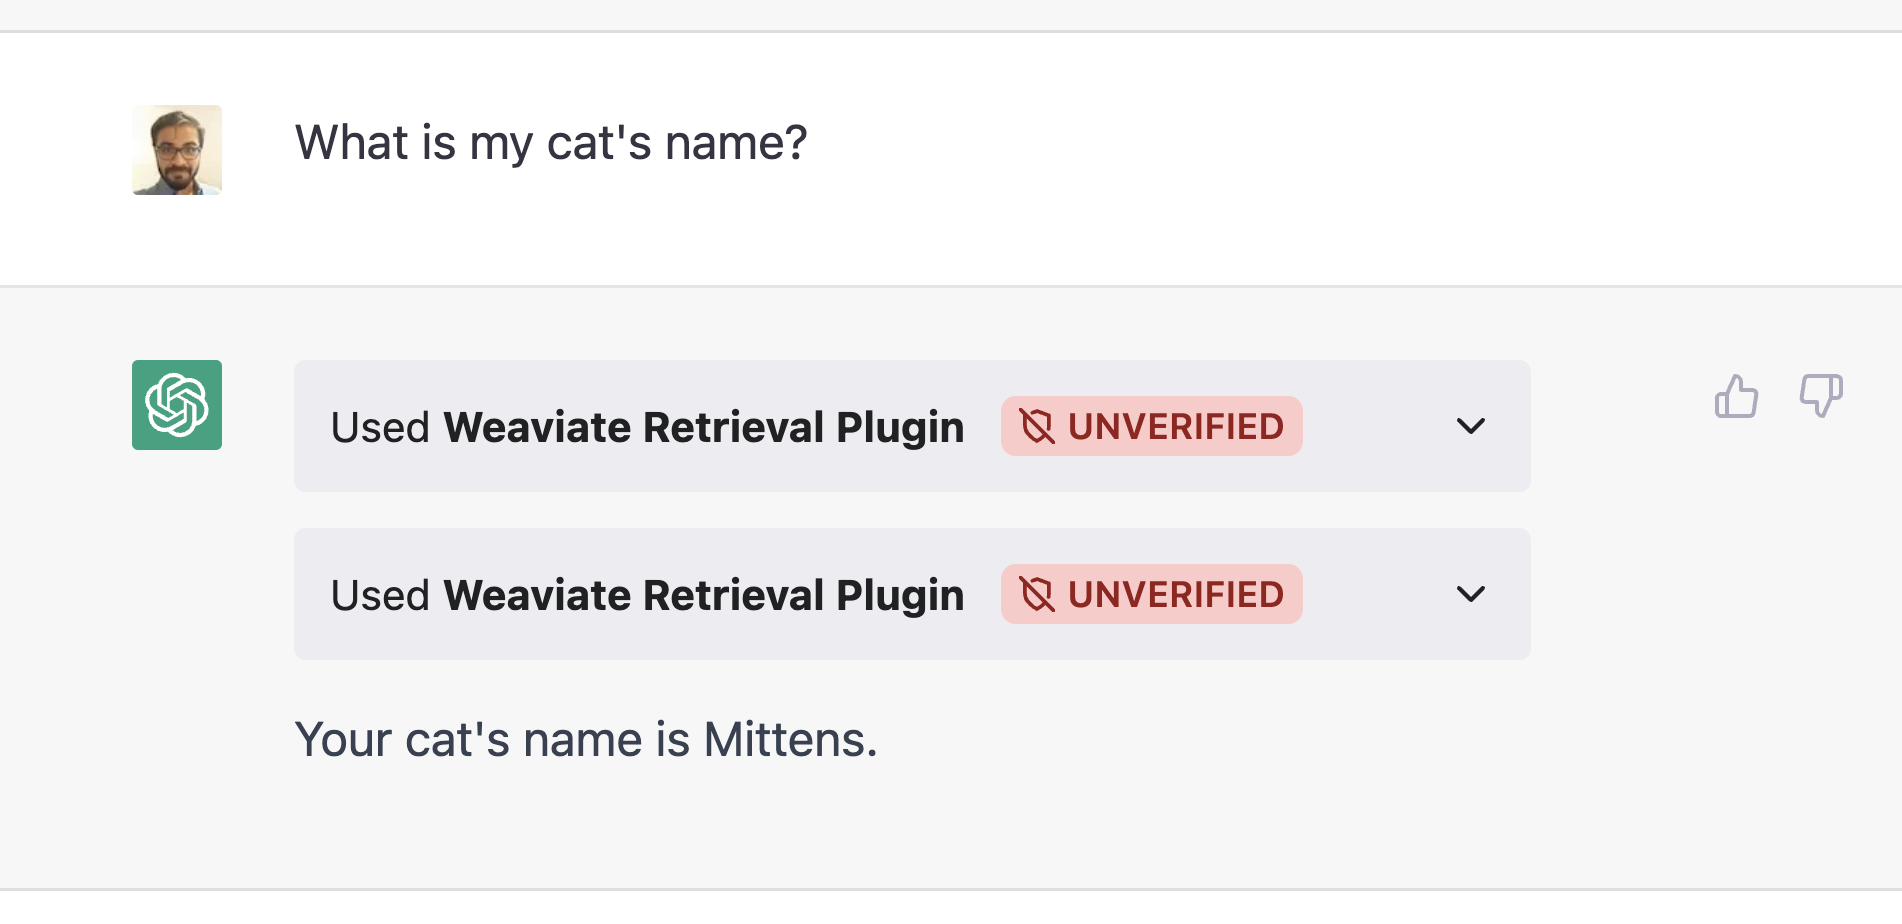 What is my cat's name?
Used Weaviate Retrieval Plugin UNVERIFIED
Used Weaviate Retrieval Plugin UNVERIFIED
Your cat's name is Mittens.